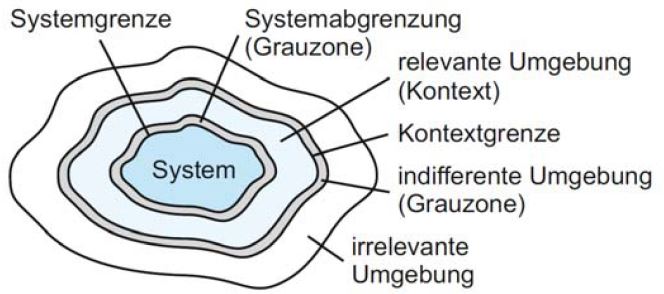 Systemgrenze
Systemabgrenzung
(Grauzone)
relevante Umgebung
(Kontext)
Kontextgrenze
System
indifferente Umgebung
(Grauzone)
irrelevante
Umgebung